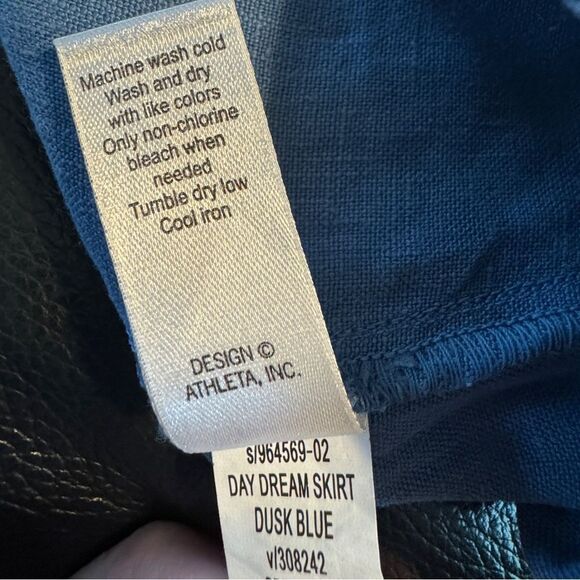 Machine wash cold
Wash and dry
with like colors
Only non-chlorine
bleach when
needed
Tumble dry low
Cool iron
DESIGN ©
ATHLETA, INC.
s/964569-02
DAY DREAM SKIRT
DUSK BLUE
v/308242